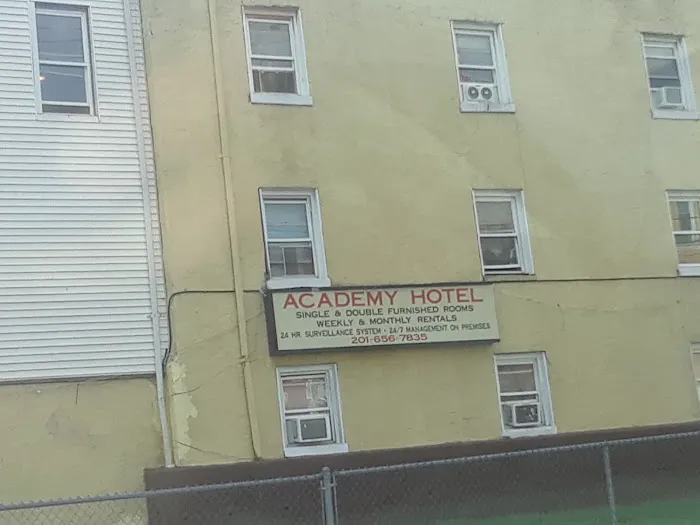 ACADEMY HOTEL
SINGLE & DOUBLE FURNISHED ROOMS
WEEKLY & MONTHLY RENTALS
24 HR. SURVEILLANCE SYSTEM • 24/7 MANAGEMENT ON PREMISES
201-656-7835